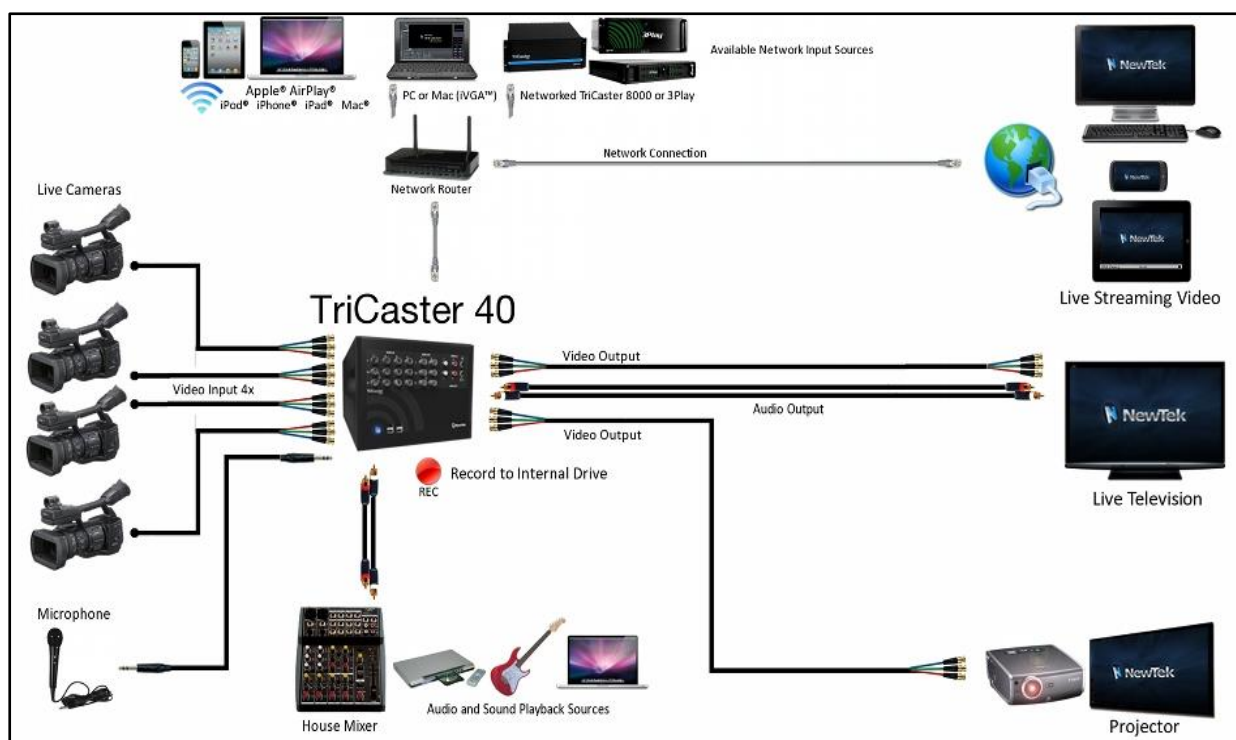 Available Network Input Sources
Apple® AirPlay®
iPod® iPhone® iPad® Mac®
PC or Mac (iVGA™)
Networked TriCaster 8000 or 3Play
NewTek
Network Connection
Network Router
NewTek
NewTek
Live Streaming Video
Live Cameras
TriCaster 40
Video Input 4x
Video Output
Audio Output
Video Output
NewTek
Live Television
REC
Record to Internal Drive
Microphone
House Mixer
Audio and Sound Playback Sources
NewTek
Projector
3Play